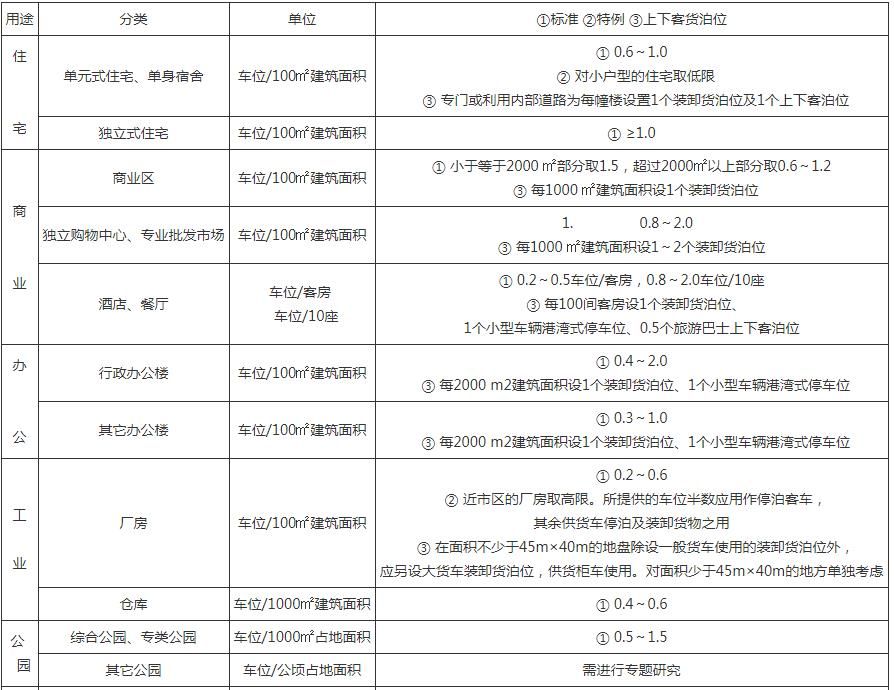 用途 分类 单位 ①标准 ②特例 ③上下客货泊位
住宅
单元式住宅、单身宿舍 车位/100㎡建筑面积
① 0.6～1.0
② 对小户型的住宅取低限
③ 专门或利用内部道路为每幢楼设置1个装卸货泊位及1个上下客泊位
独立式住宅 车位/100㎡建筑面积 ① ≥1.0
商业
商业区 车位/100㎡建筑面积
① 小于等于2000 ㎡部分取1.5，超过2000㎡以上部分取0.6～1.2
③ 每1000 ㎡建筑面积设1个装卸货泊位
独立购物中心、专业批发市场 车位/100㎡建筑面积
1. 0.8～2.0
③ 每1000 ㎡建筑面积设1～2个装卸货泊位
酒店、餐厅
车位/客房
车位/10座
① 0.2～0.5车位/客房，0.8～2.0车位/10座
③ 每100间客房设1个装卸货泊位、
1个小型车辆港湾式停车位、0.5个旅游巴士上下客泊位
办公
行政办公楼 车位/100㎡建筑面积
① 0.4～2.0
③ 每2000 m2建筑面积设1个装卸货泊位、1个小型车辆港湾式停车位
其它办公楼 车位/100㎡建筑面积
① 0.3～1.0
③ 每2000 m2建筑面积设1个装卸货泊位、1个小型车辆港湾式停车位
工业
厂房 车位/100㎡建筑面积
① 0.2～0.6
② 近市区的厂房取高限。所提供的车位半数应用作停泊客车，
其余供货车停泊及装卸货物之用
③ 在面积不少于45m×40m的地盘除设一般货车使用的装卸货泊位外，
应另设大货车装卸货泊位，供货柜车使用。对面积少于45m×40m的地方单独考虑
仓库 车位/1000㎡建筑面积 ① 0.4～0.6
公园
综合公园、专类公园 车位/1000㎡占地面积 ① 0.5～1.5
其它公园 车位/公顷占地面积 需进行专题研究